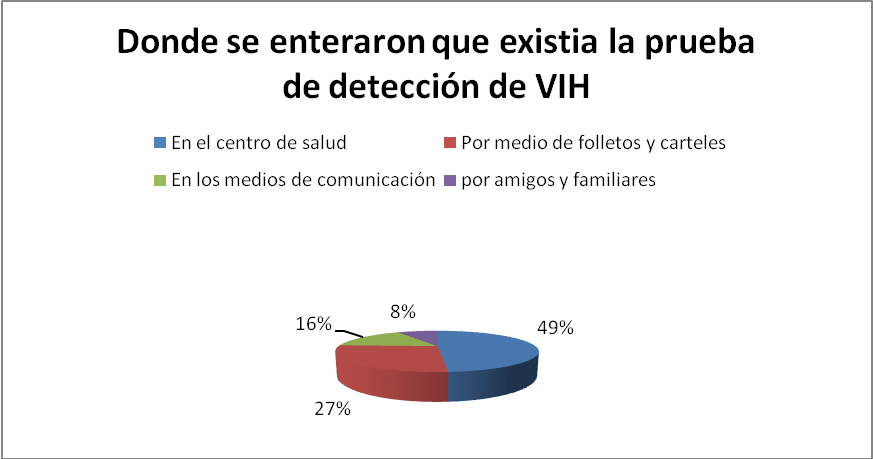 Donde se enteraron que existia la prueba
de detección de VIH
En el centro de salud
Por medio de folletos y carteles
En los medios de comunicación
por amigos y familiares
8%
16%
49%
27%